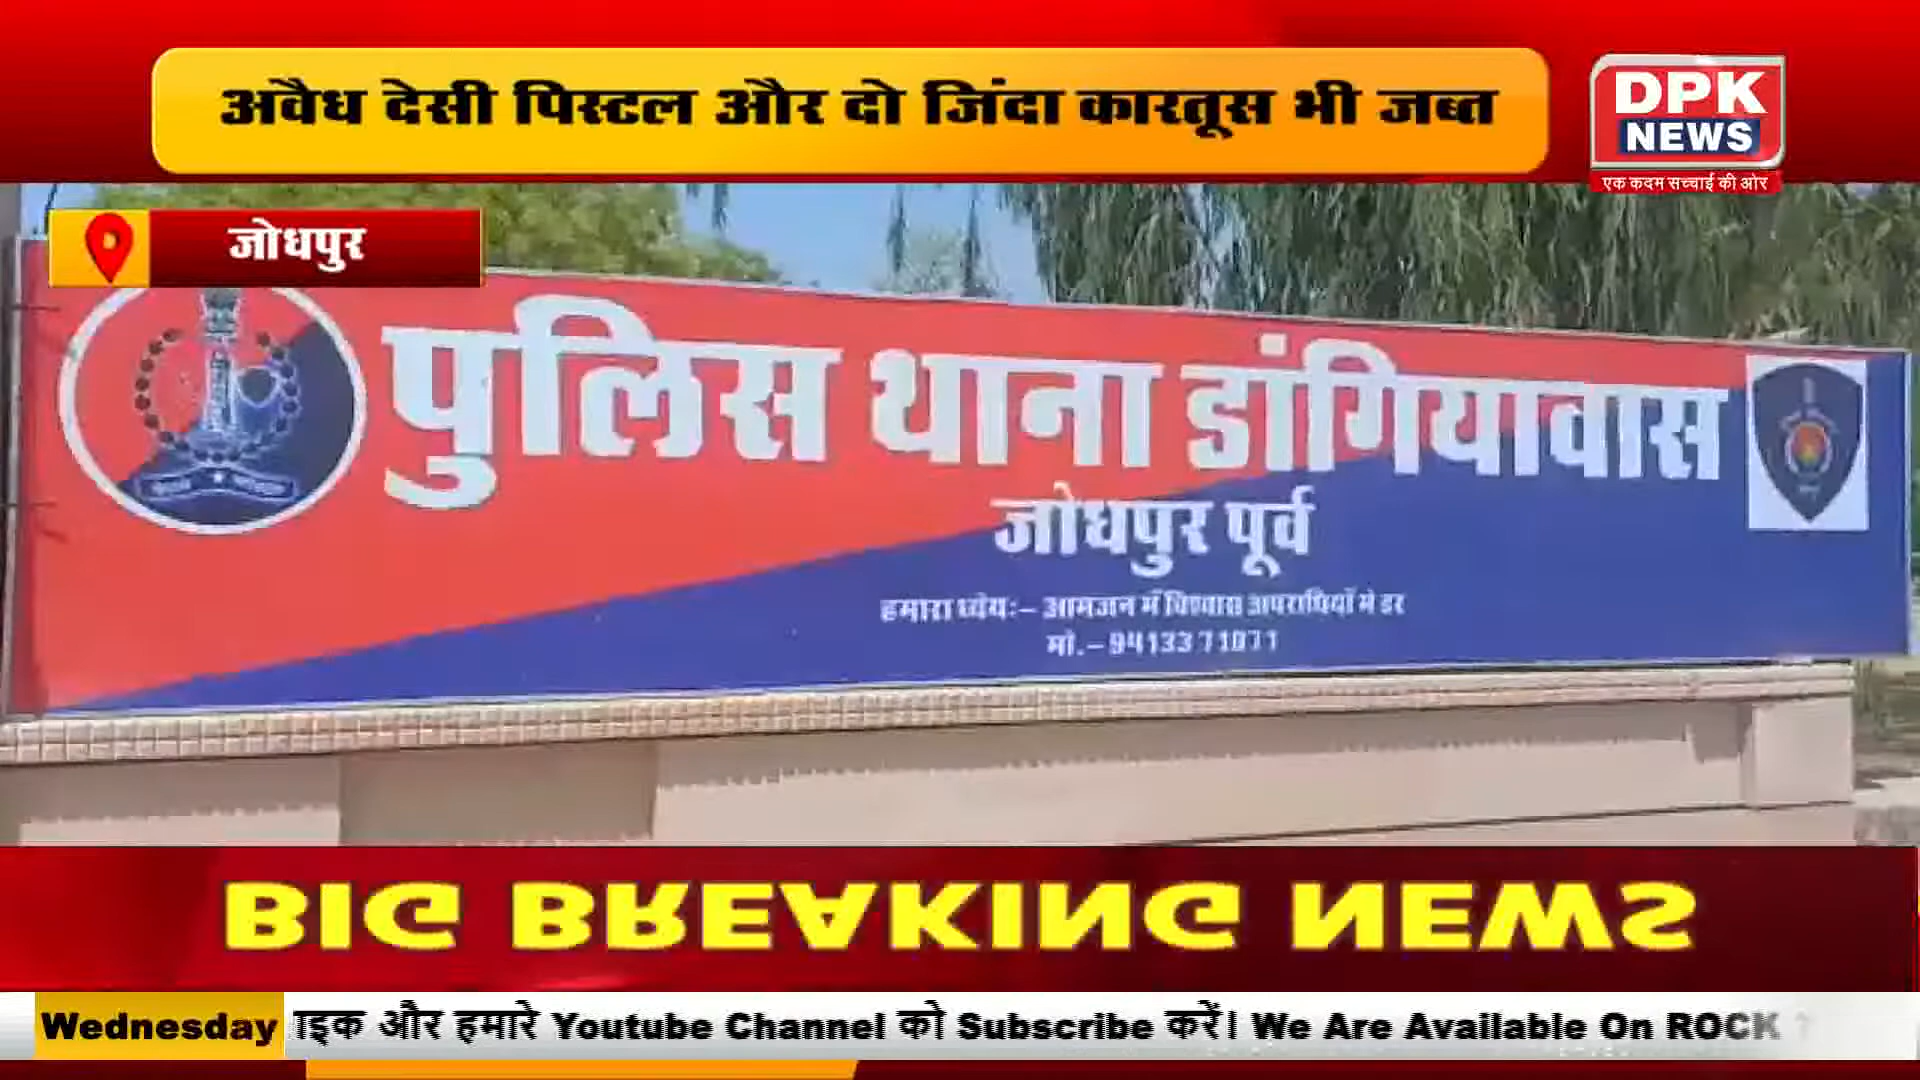 अवैध देसी पिस्टल और दो जिंदा कारतूस भी जब्त
DPK
NEWS
एक कदम सच्चाई की ओर
जोधपुर
पुलिस थाना डांगियावास
जोधपुर पूर्व
हमारा ध्येयः– आमजन में विश्वास अपराधियों में डर
मो.–
BIG BREAKING NEWS
Wednesday
ाइक और हमारे Youtube Channel को Subscribe करें। We Are Available On ROCK